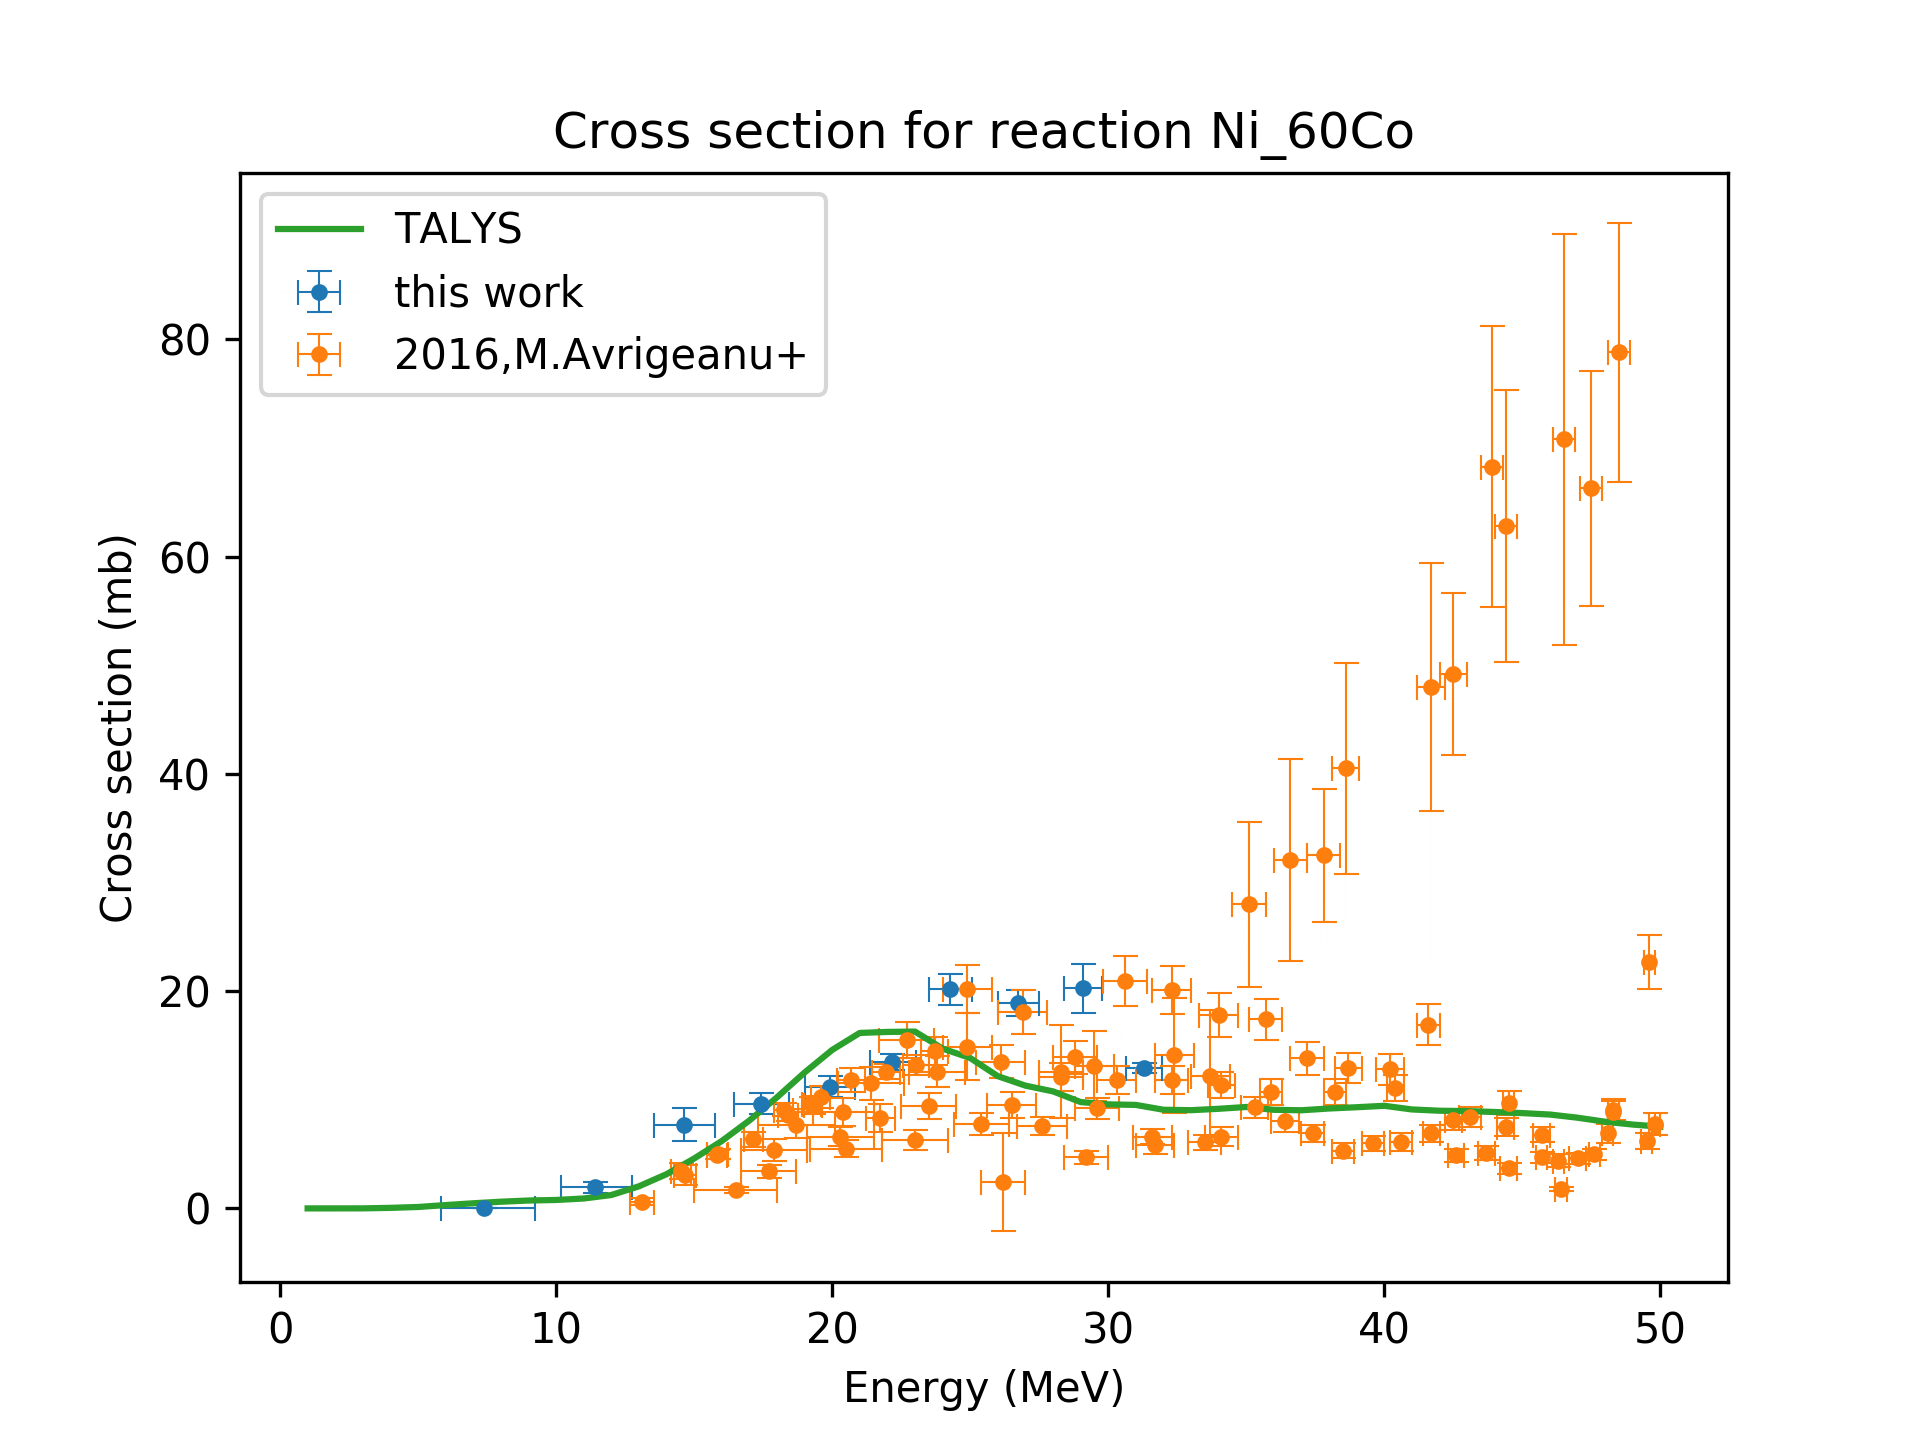 Cross section for reaction Ni_60Co
TALYS
this work
2016,M.Avrigeanu+
Cross section (mb)
80
60
40
20
0
0 10 20 30 40 50
Energy (MeV)